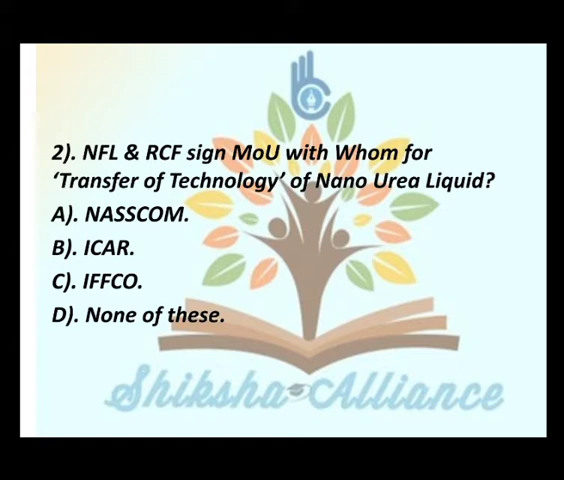 2). NFL & RCF sign MoU with Whom for
‘Transfer of Technology’ of Nano Urea Liquid?
A). NASSCOM.
B). ICAR.
C). IFFCO.
D). None of these.
Shiksha Alliance